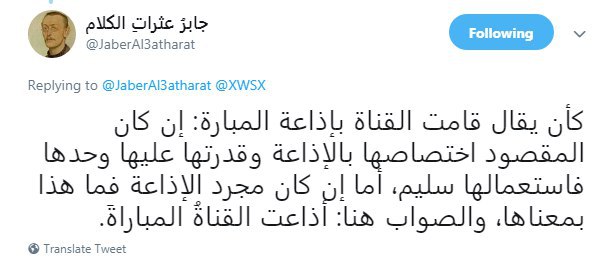 جابرُ عثراتِ الكلام
@JaberAl3atharat
Following
Replying to @JaberAl3atharat @XWSX
كأن يقال قامت القناة بإذاعة المبارة: إن كان
المقصود اختصاصها بالإذاعة وقدرتها عليها وحدها
فاستعمالها سليم، أما إن كان مجرد الإذاعة فما هذا
بمعناها، والصواب هنا: أذاعت القناةُ المباراةَ.
Translate Tweet